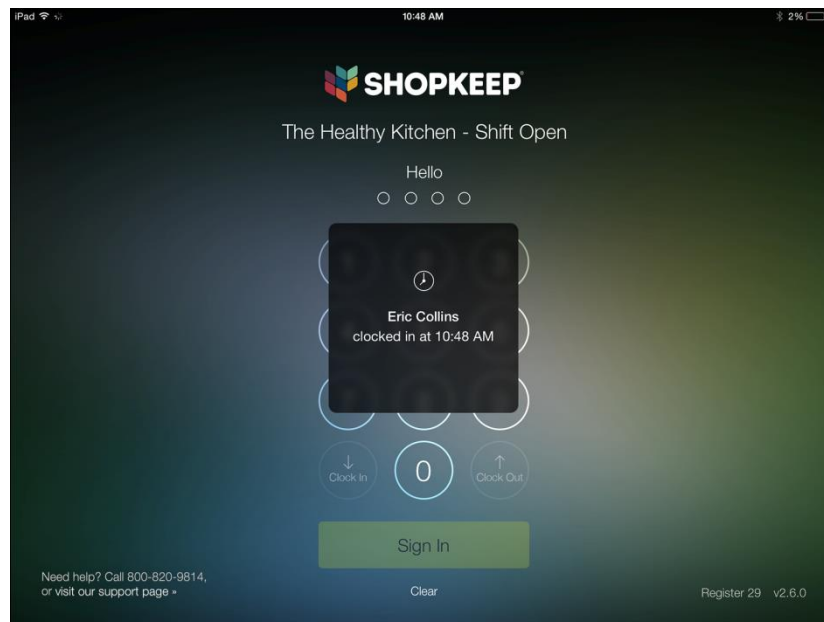 iPad 10:48 AM 2%
SHOPKEEP
The Healthy Kitchen - Shift Open
Hello
Eric Collins
clocked in at 10:48 AM
Clock In 0 Clock Out
Sign In
Need help? Call 800-820-9814,
or visit our support page »
Clear
Register 29 v2.6.0